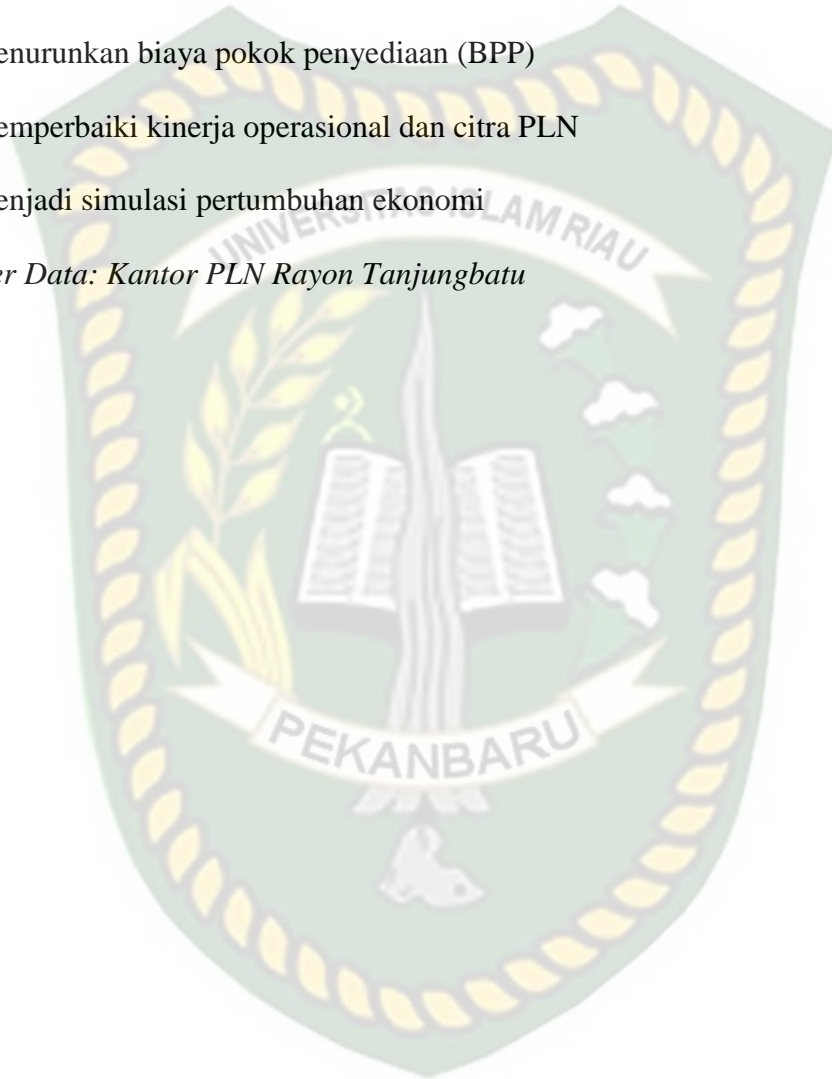 enurunkan biaya pokok penyediaan (BPP)
emperbaiki kinerja operasional dan citra PLN
enjadi simulasi pertumbuhan ekonomi
er Data: Kantor PLN Rayon Tanjungbatu
UNIVERSITAS ISLAM RIAU
PEKANBARU